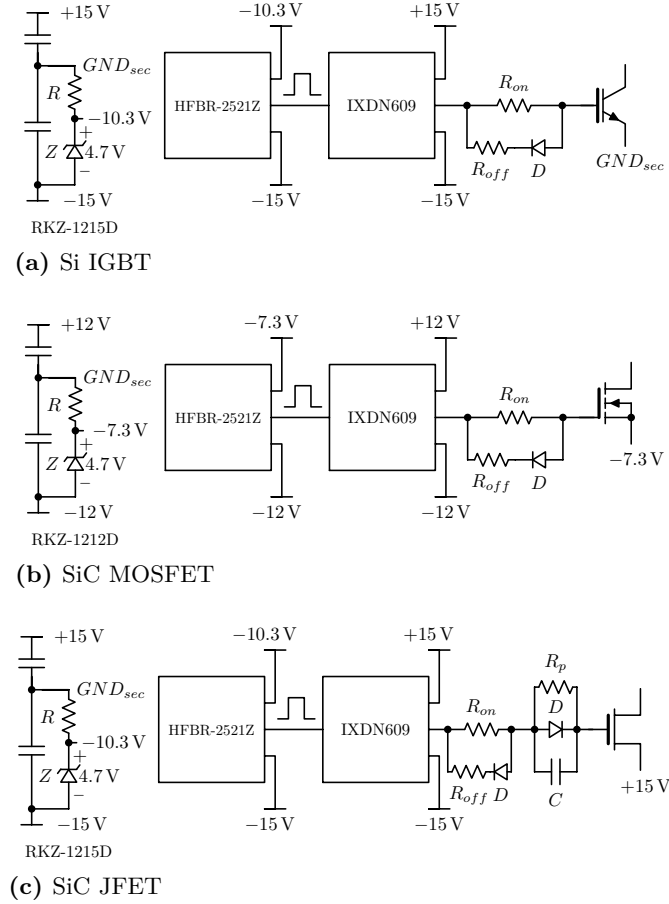 +15 V
GND_sec
R
−10.3 V
+
Z 4.7 V
−
−15 V
RKZ-1215D
−10.3 V
HFBR-2521Z
−15 V
+15 V
IXDN609
−15 V
R_on
R_off D
GND_sec
(a) Si IGBT
+12 V
GND_sec
R
−7.3 V
+
Z 4.7 V
−
−12 V
RKZ-1212D
−7.3 V
HFBR-2521Z
−12 V
+12 V
IXDN609
−12 V
R_on
R_off D
−7.3 V
(b) SiC MOSFET
+15 V
GND_sec
R
−10.3 V
+
Z 4.7 V
−
−15 V
RKZ-1215D
−10.3 V
HFBR-2521Z
−15 V
+15 V
IXDN609
−15 V
R_on
R_off D
R_p
D
C
+15 V
(c) SiC JFET